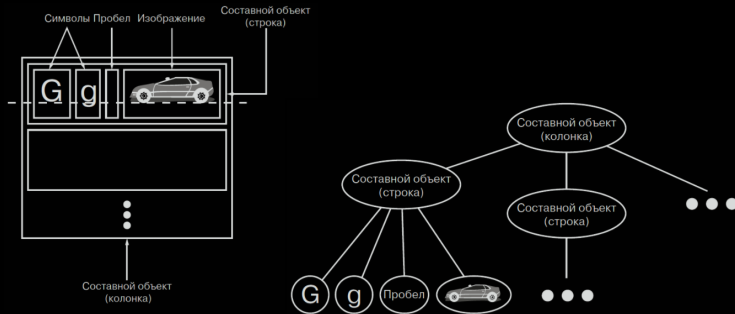 Символы Пробел Изображение
Составной объект
(строка)
G g
Составной объект
(колонка)
Составной объект
(колонка)
Составной объект
(строка)
Составной объект
(строка)
G g Пробел